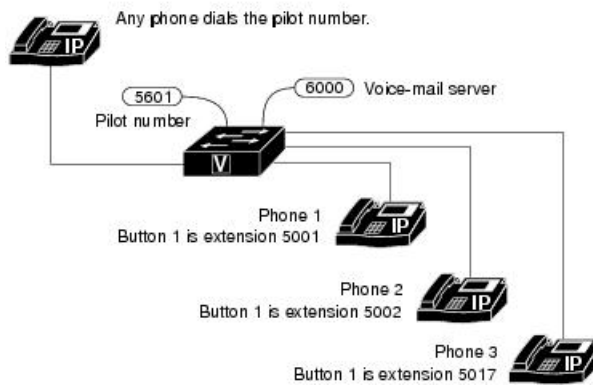 Any phone dials the pilot number.
IP
5601
6000
Voice-mail server
Pilot number
V
Phone 1
Button 1 is extension 5001
IP
Phone 2
Button 1 is extension 5002
IP
Phone 3
Button 1 is extension 5017
IP